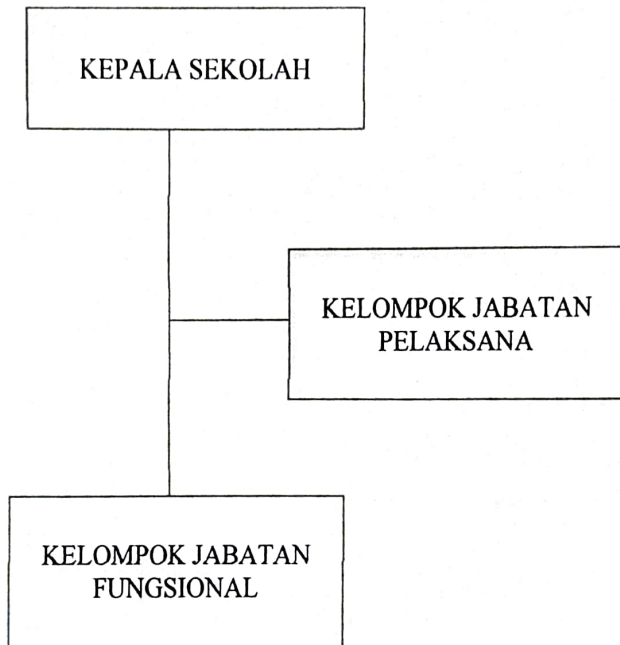 KEPALA SEKOLAH
KELOMPOK JABATAN
PELAKSANA
KELOMPOK JABATAN
FUNGSIONAL